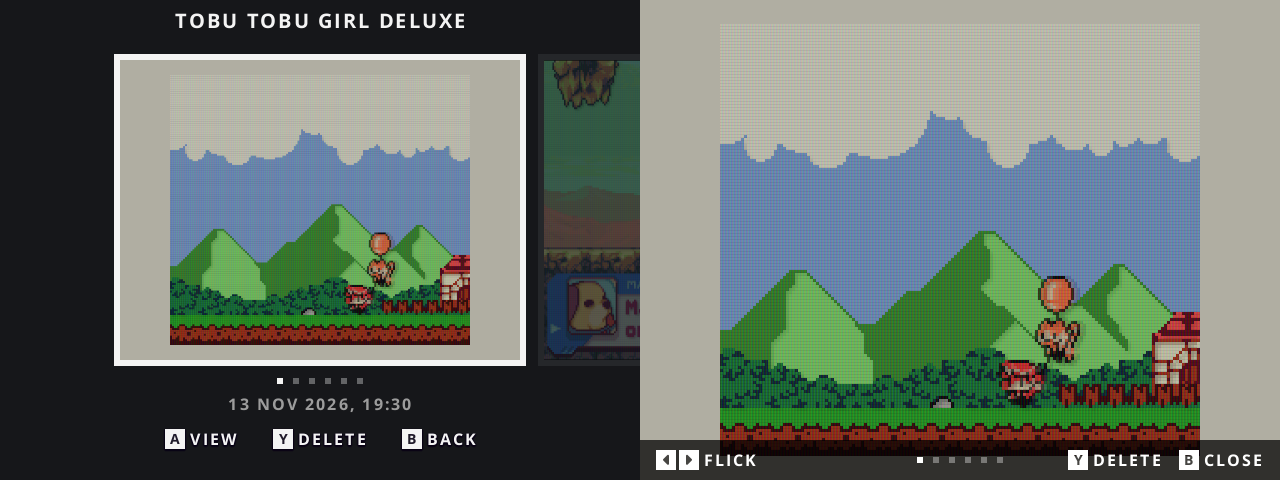 TOBU TOBU GIRL DELUXE
13 NOV 2026, 19:30
A VIEW Y DELETE B BACK
FLICK Y DELETE B CLOSE